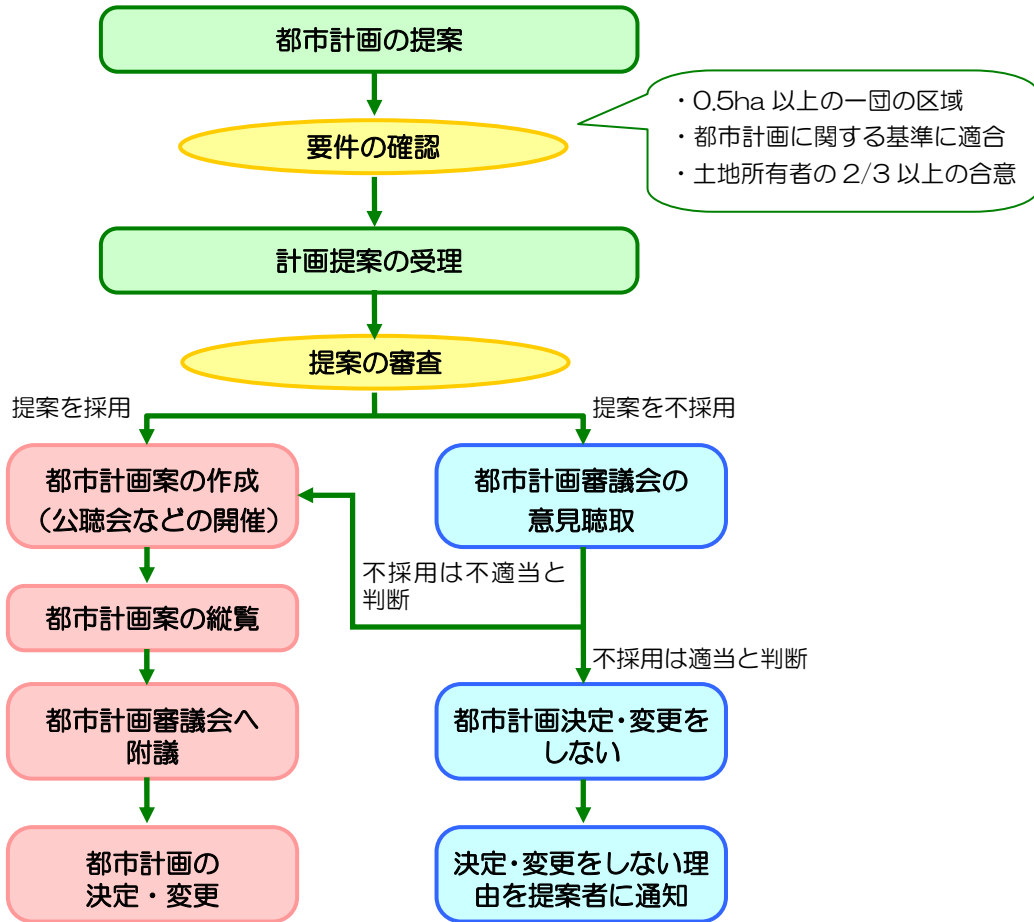 都市計画の提案
・0.5ha 以上の一団の区域
・都市計画に関する基準に適合
・土地所有者の 2/3 以上の合意
要件の確認
計画提案の受理
提案の審査
提案を採用
提案を不採用
都市計画案の作成
（公聴会などの開催）
都市計画審議会の
意見聴取
不採用は不適当と
判断
都市計画案の縦覧
不採用は適当と判断
都市計画審議会へ
附議
都市計画決定・変更を
しない
都市計画の
決定・変更
決定・変更をしない理
由を提案者に通知